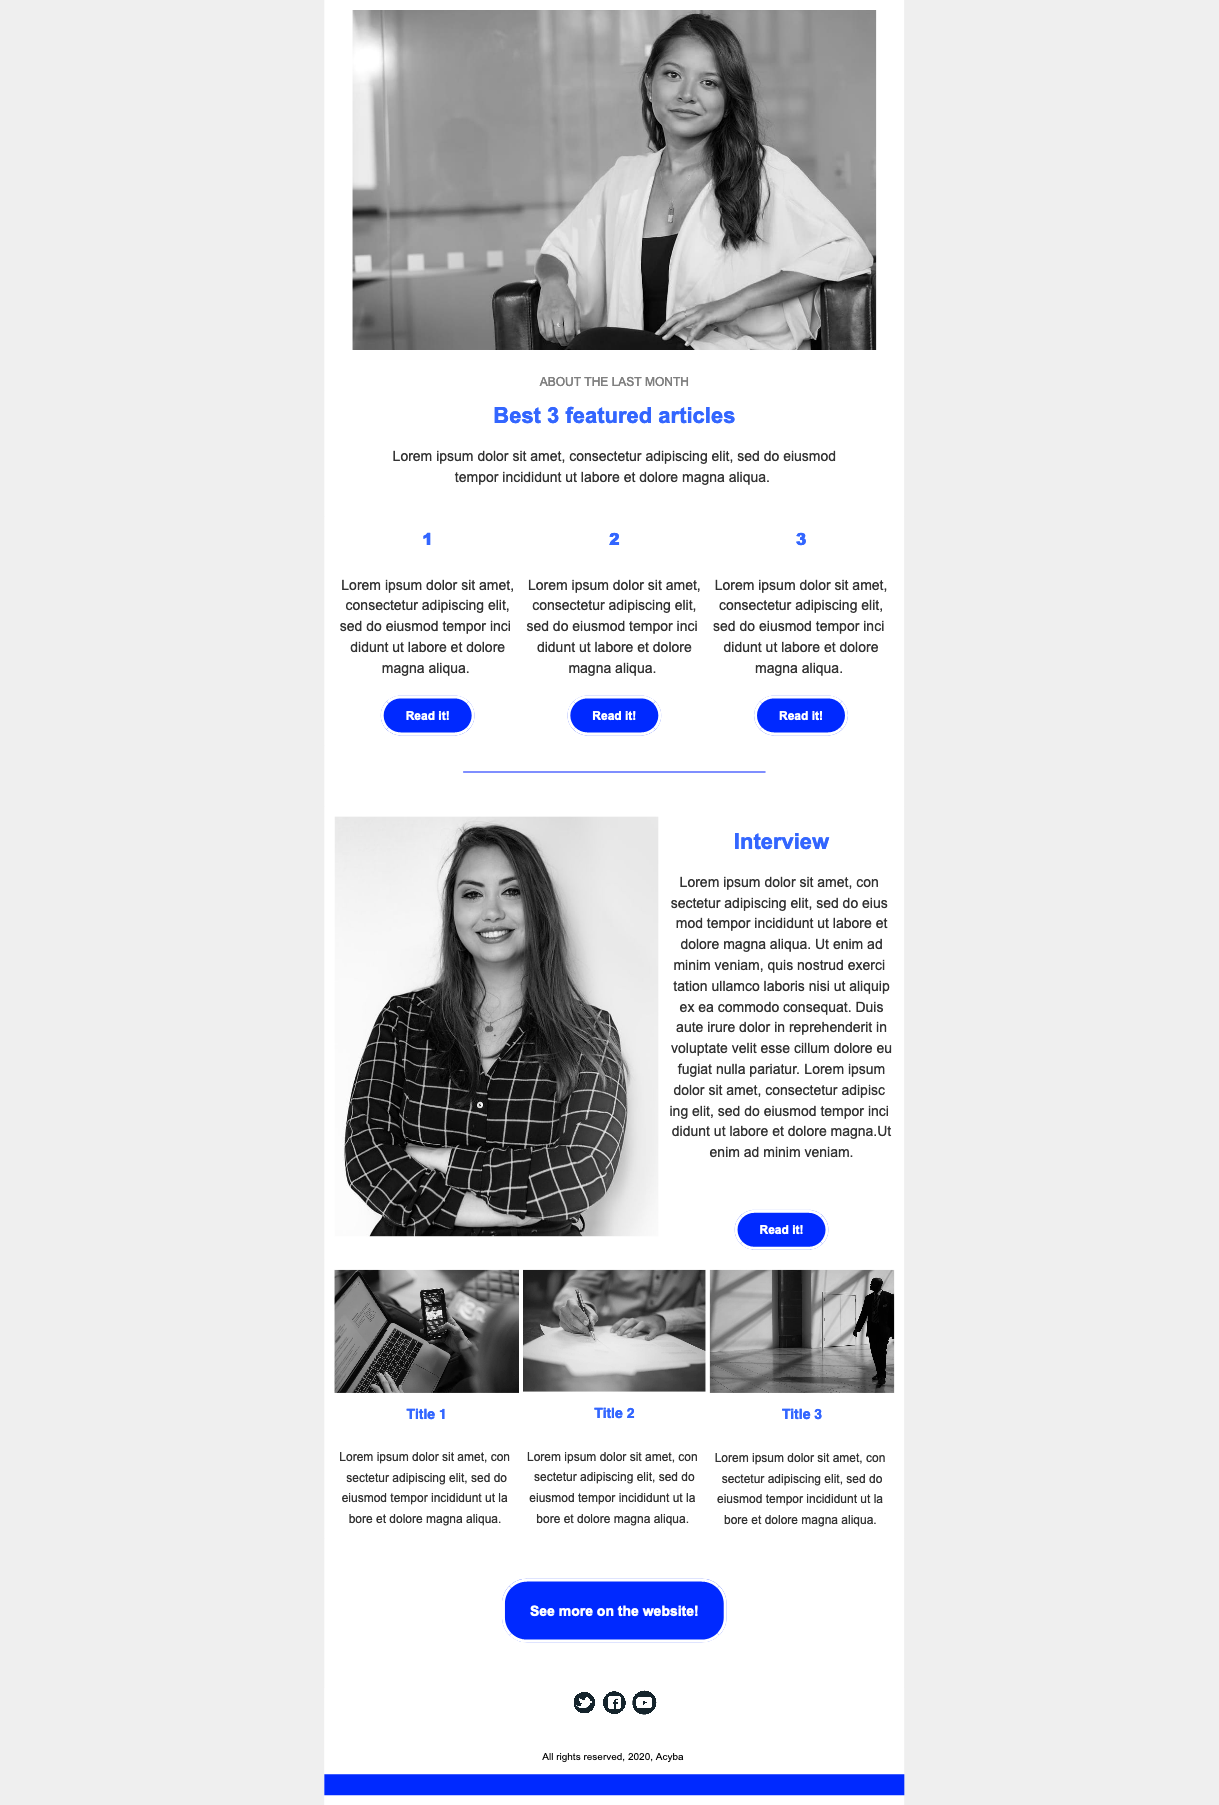 ABOUT THE LAST MONTH
Best 3 featured articles
Lorem ipsum dolor sit amet, consectetur adipiscing elit, sed do eiusmod
tempor incididunt ut labore et dolore magna aliqua.
1
Lorem ipsum dolor sit amet,
consectetur adipiscing elit,
sed do eiusmod tempor inci
didunt ut labore et dolore
magna aliqua.
Read it!
2
Lorem ipsum dolor sit amet,
consectetur adipiscing elit,
sed do eiusmod tempor inci
didunt ut labore et dolore
magna aliqua.
Read it!
3
Lorem ipsum dolor sit amet,
consectetur adipiscing elit,
sed do eiusmod tempor inci
didunt ut labore et dolore
magna aliqua.
Read it!
Interview
Lorem ipsum dolor sit amet, con
sectetur adipiscing elit, sed do eius
mod tempor incididunt ut labore et
dolore magna aliqua. Ut enim ad
minim veniam, quis nostrud exerci
tation ullamco laboris nisi ut aliquip
ex ea commodo consequat. Duis
aute irure dolor in reprehenderit in
voluptate velit esse cillum dolore eu
fugiat nulla pariatur. Lorem ipsum
dolor sit amet, consectetur adipisc
ing elit, sed do eiusmod tempor inci
didunt ut labore et dolore magna.Ut
enim ad minim veniam.
Read it!
Title 1
Lorem ipsum dolor sit amet, con
sectetur adipiscing elit, sed do
eiusmod tempor incididunt ut la
bore et dolore magna aliqua.
Title 2
Lorem ipsum dolor sit amet, con
sectetur adipiscing elit, sed do
eiusmod tempor incididunt ut la
bore et dolore magna aliqua.
Title 3
Lorem ipsum dolor sit amet, con
sectetur adipiscing elit, sed do
eiusmod tempor incididunt ut la
bore et dolore magna aliqua.
See more on the website!
All rights reserved, 2020, Acyba